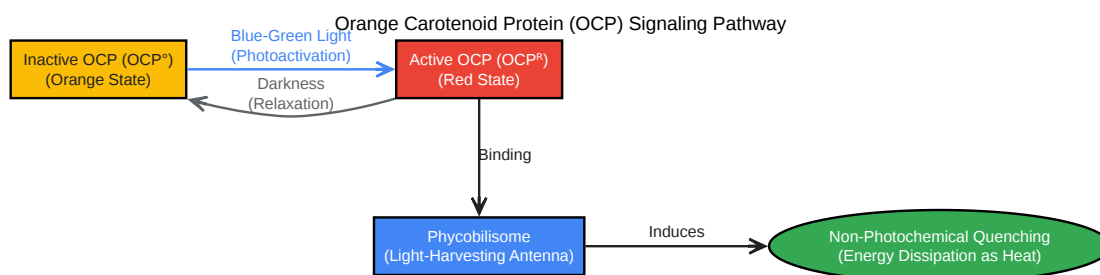 Orange Carotenoid Protein (OCP) Signaling Pathway
Blue-Green Light
(Photoactivation)
Inactive OCP (OCP°)
(Orange State)
Active OCP (OCPᴿ)
(Red State)
Darkness
(Relaxation)
Binding
Phycobilisome
(Light-Harvesting Antenna)
Induces
Non-Photochemical Quenching
(Energy Dissipation as Heat)